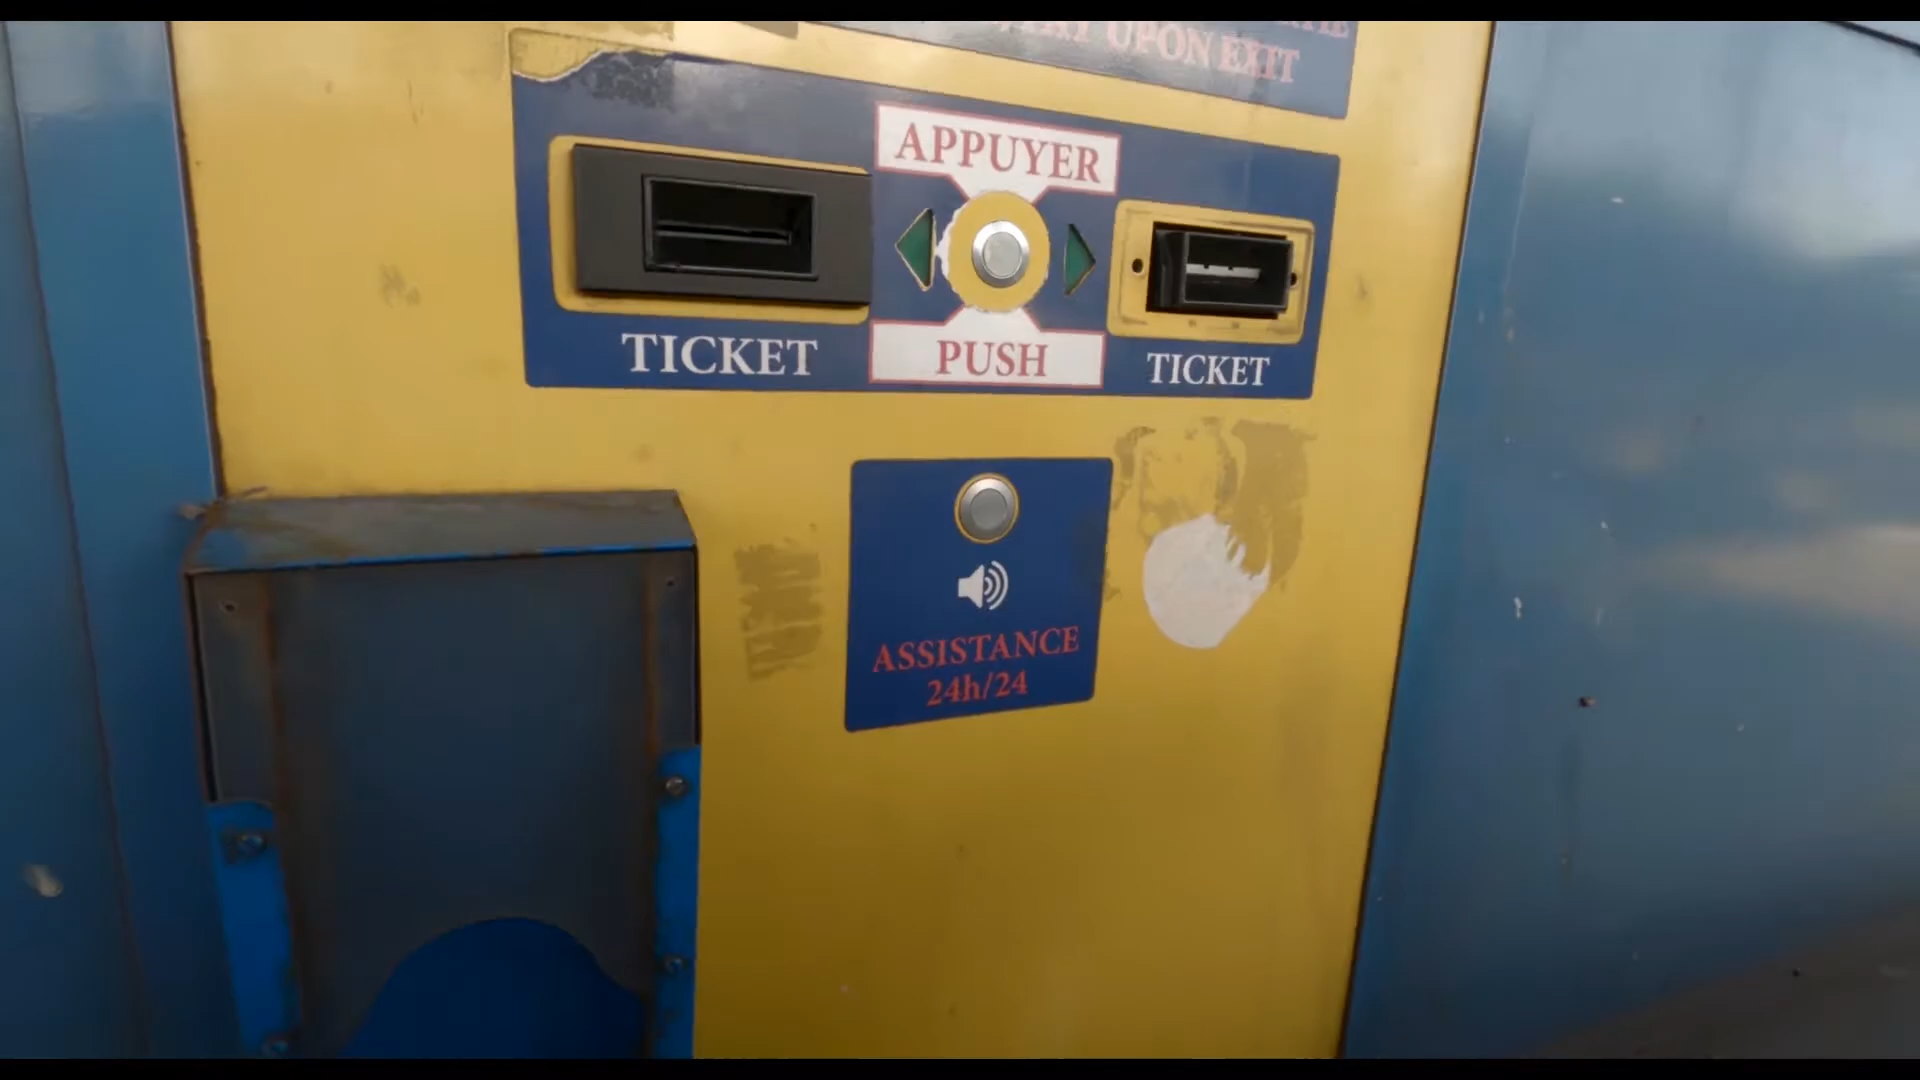 UPON EXIT
APPUYER
TICKET
PUSH
TICKET
ASSISTANCE
24h/24